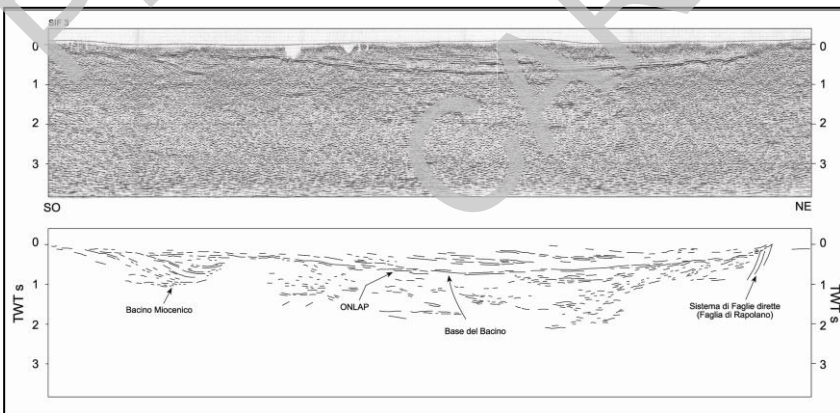 SIF 3
0 0
1 1
2 2
3 3
SO NE
0 0
1 1
2 2
3 3
TWT s TWT s
Bacino Miocenico
ONLAP
Base del Bacino
Sistema di Faglie dirette
(Faglia di Rapolano)